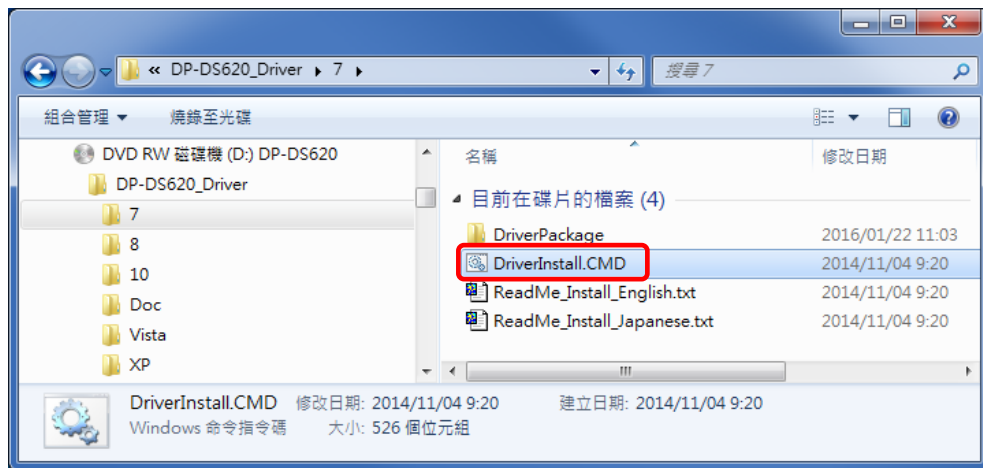 « DP-DS620_Driver ▸ 7 ▸ 搜尋 7
組合管理 ▼ 燒錄至光碟
DVD RW 磁碟機 (D:) DP-DS620
DP-DS620_Driver
7
8
10
Doc
Vista
XP
名稱 修改日期
目前在碟片的檔案 (4)
DriverPackage 2016/01/22 11:03
DriverInstall.CMD 2014/11/04 9:20
ReadMe_Install_English.txt 2014/11/04 9:20
ReadMe_Install_Japanese.txt 2014/11/04 9:20
DriverInstall.CMD 修改日期: 2014/11/04 9:20 建立日期: 2014/11/04 9:20
Windows 命令指令碼 大小: 526 個位元組